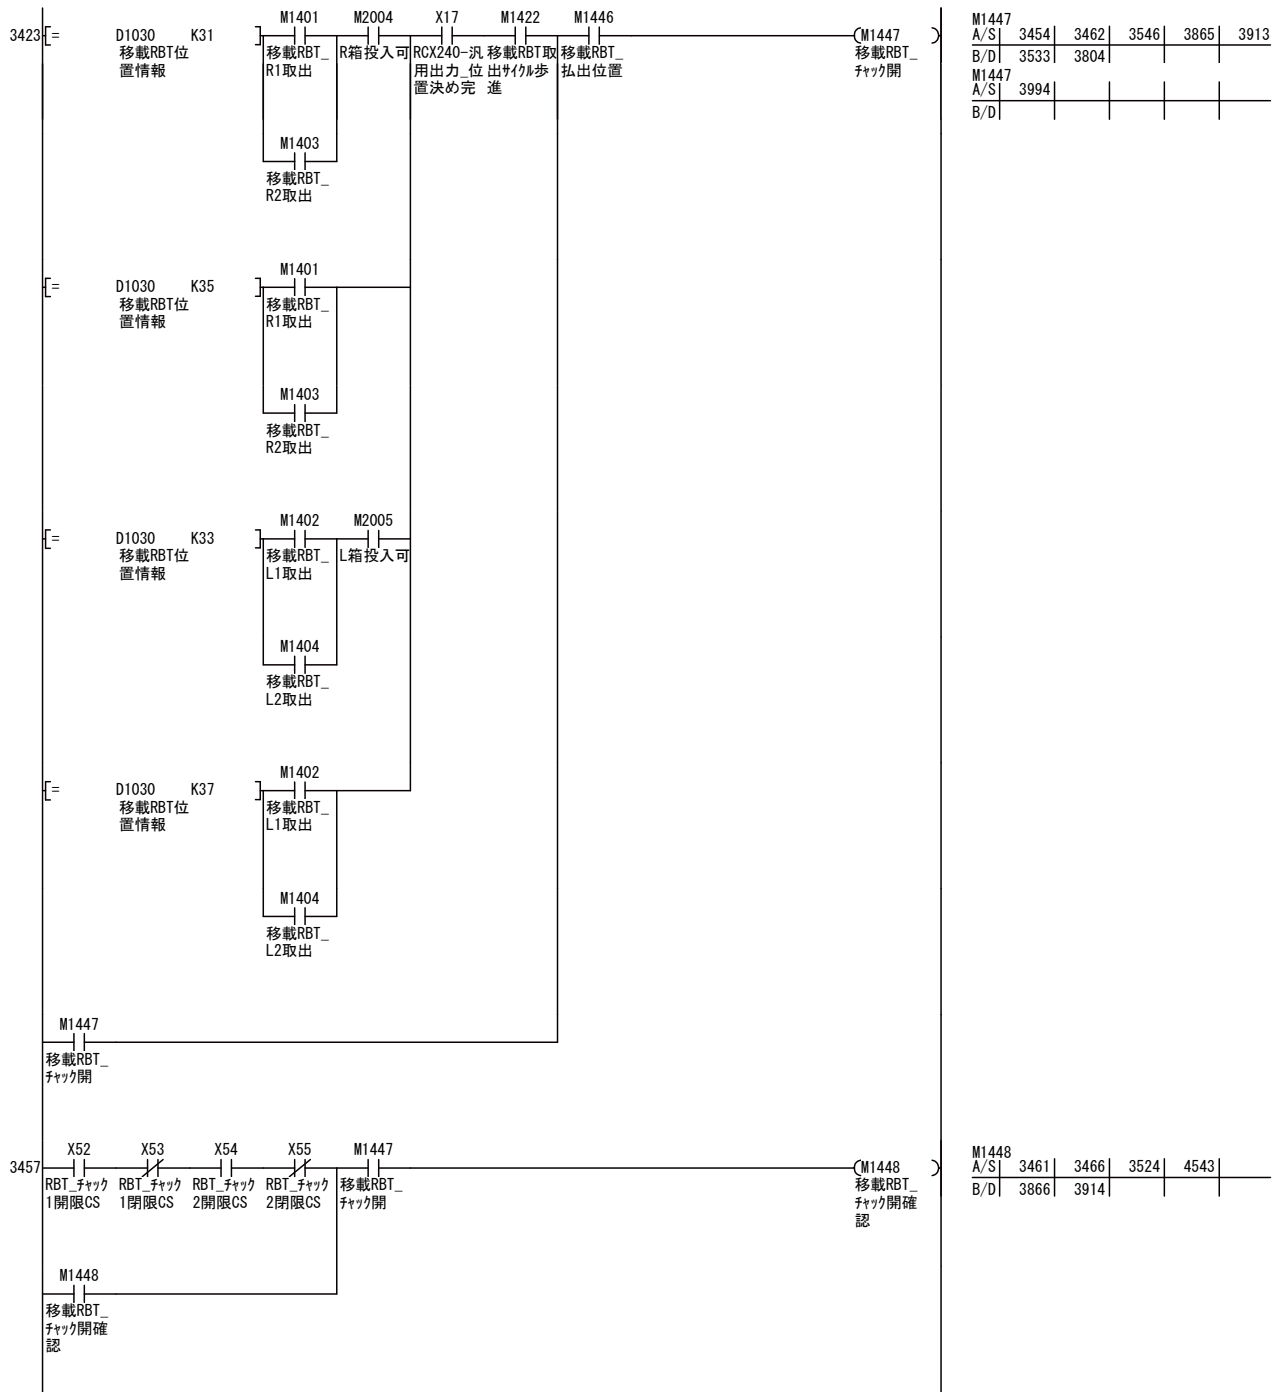 M1401 M2004 X17 M1422 M1446
3423 [= D1030 K31 ] (M1447 )
移載RBT位 移載RBT_ R箱投入可 RCX240-汎 移載RBT取 移載RBT_ 移載RBT_
置情報 R1取出 用出力_位 出ｻｲｸﾙ歩 払出位置 ﾁｬｯｸ開
置決め完 進
M1447
A/S 3454 3462 3546 3865 3913
B/D 3533 3804
M1447
A/S 3994
B/D
M1403
移載RBT_
R2取出
M1401
[= D1030 K35 ]
移載RBT位 移載RBT_
置情報 R1取出
M1403
移載RBT_
R2取出
M1402 M2005
[= D1030 K33 ]
移載RBT位 移載RBT_ L箱投入可
置情報 L1取出
M1404
移載RBT_
L2取出
M1402
[= D1030 K37 ]
移載RBT位 移載RBT_
置情報 L1取出
M1404
移載RBT_
L2取出
M1447
移載RBT_
ﾁｬｯｸ開
X52 X53 X54 X55 M1447
3457 (M1448 )
RBT_ﾁｬｯｸ RBT_ﾁｬｯｸ RBT_ﾁｬｯｸ RBT_ﾁｬｯｸ 移載RBT_ 移載RBT_
1開限CS 1閉限CS 2開限CS 2閉限CS ﾁｬｯｸ開 ﾁｬｯｸ開確
認
M1448
A/S 3461 3466 3524 4543
B/D 3866 3914
M1448
移載RBT_
ﾁｬｯｸ開確
認